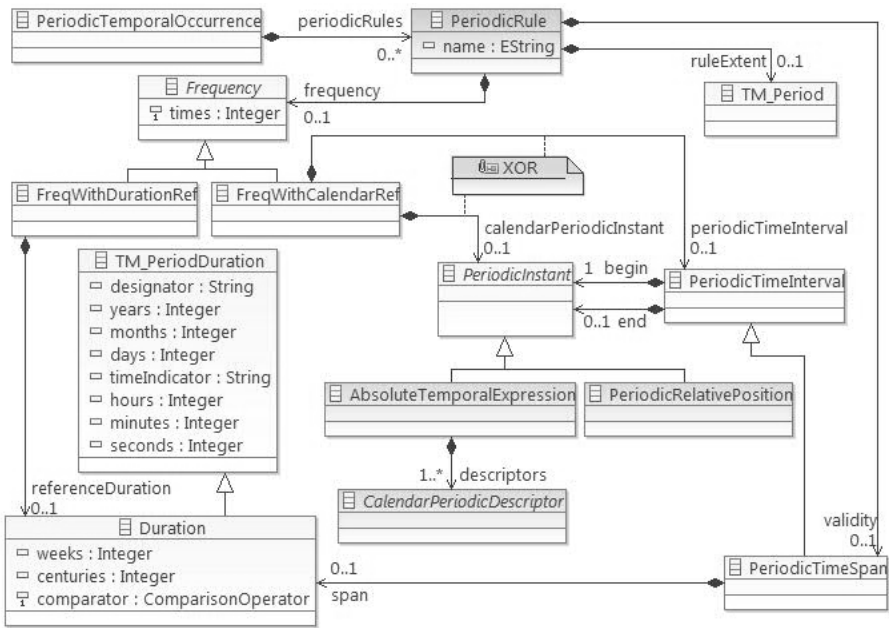 PeriodicTemporalOccurrence
periodicRules
0..*
PeriodicRule
name : EString
ruleExtent
0..1
TM_Period
Frequency
times : Integer
frequency
0..1
XOR
FreqWithDurationRef
FreqWithCalendarRef
calendarPeriodicInstant
0..1
periodicTimeInterval
0..1
TM_PeriodDuration
designator : String
years : Integer
months : Integer
days : Integer
timeIndicator : String
hours : Integer
minutes : Integer
seconds : Integer
PeriodicInstant
1 begin
0..1 end
PeriodicTimeInterval
AbsoluteTemporalExpression
PeriodicRelativePosition
1..* descriptors
CalendarPeriodicDescriptor
referenceDuration
0..1
Duration
weeks : Integer
centuries : Integer
comparator : ComparisonOperator
0..1
span
validity
0..1
PeriodicTimeSpan